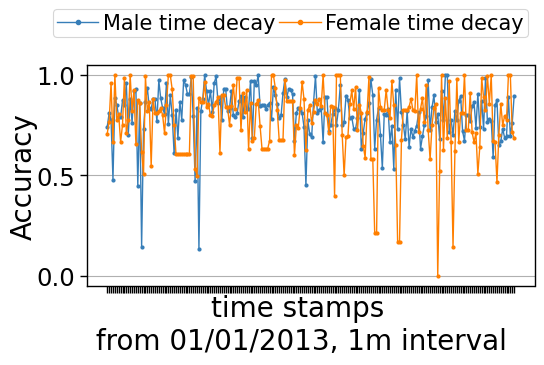 Male time decay Female time decay
1.0
0.5
0.0
Accuracy
time stamps
from 01/01/2013, 1m interval